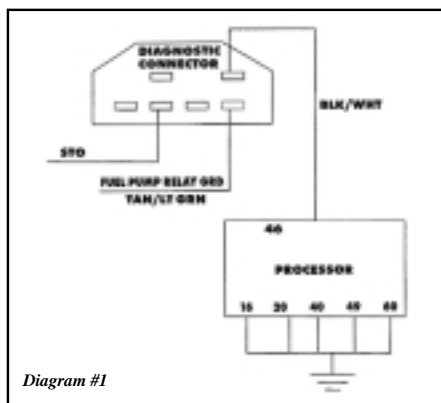 DIAGNOSTIC
CONNECTOR
BLK/WHT
STO
FUEL PUMP RELAY GRD
TAN/LT GRN
46
PROCESSOR
16 20 40 49 60
Diagram #1